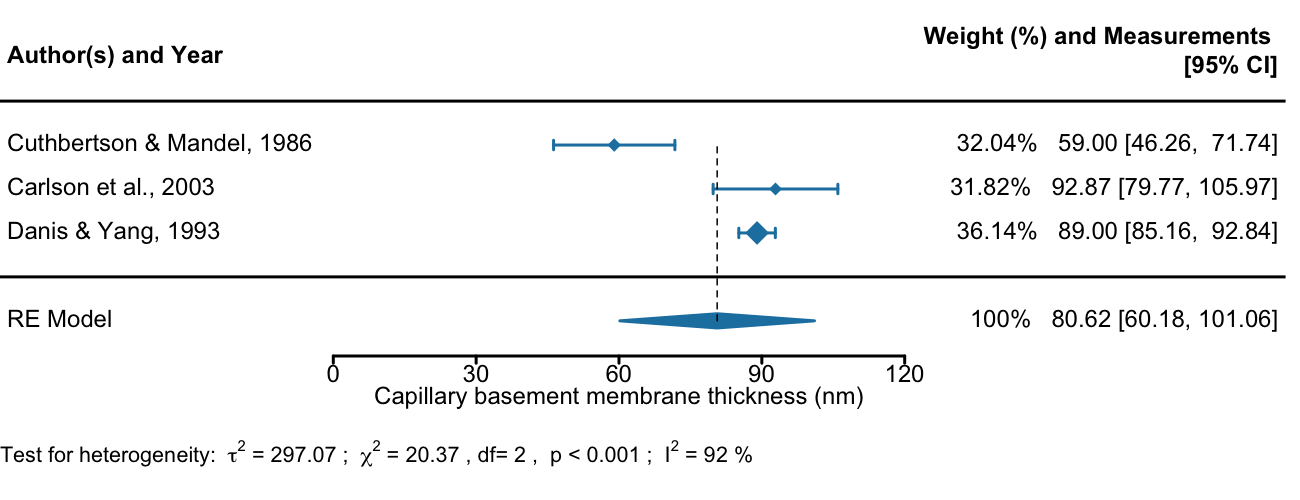 Author(s) and Year
Weight (%) and Measurements
[95% CI]
Cuthbertson & Mandel, 1986 32.04% 59.00 [46.26, 71.74]
Carlson et al., 2003 31.82% 92.87 [79.77, 105.97]
Danis & Yang, 1993 36.14% 89.00 [85.16, 92.84]
RE Model 100% 80.62 [60.18, 101.06]
0 30 60 90 120
Capillary basement membrane thickness (nm)
Test for heterogeneity: τ² = 297.07 ; χ² = 20.37 , df= 2 , p < 0.001 ; I² = 92 %